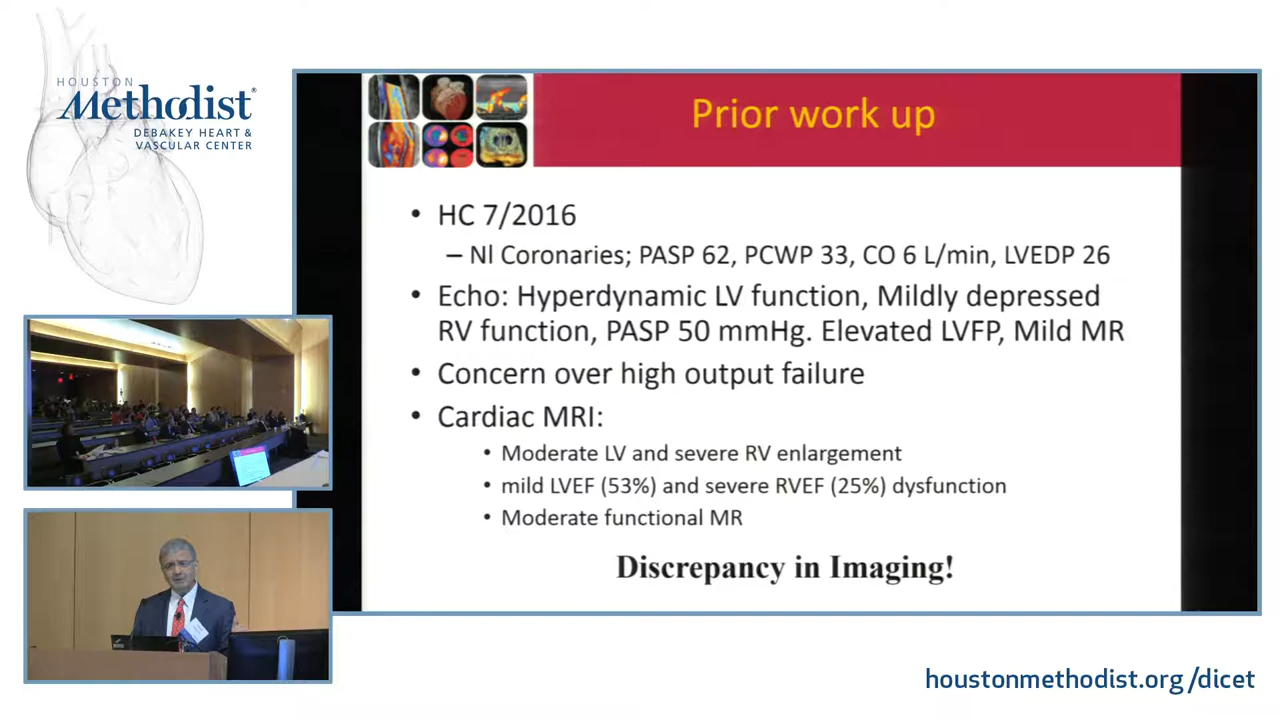 HOUSTON
Methodist®
DEBAKEY HEART &
VASCULAR CENTER
Prior work up
• HC 7/2016
– Nl Coronaries; PASP 62, PCWP 33, CO 6 L/min, LVEDP 26
• Echo: Hyperdynamic LV function, Mildly depressed
RV function, PASP 50 mmHg. Elevated LVFP, Mild MR
• Concern over high output failure
• Cardiac MRI:
• Moderate LV and severe RV enlargement
• mild LVEF (53%) and severe RVEF (25%) dysfunction
• Moderate functional MR
Discrepancy in Imaging!
houstonmethodist.org/dicet